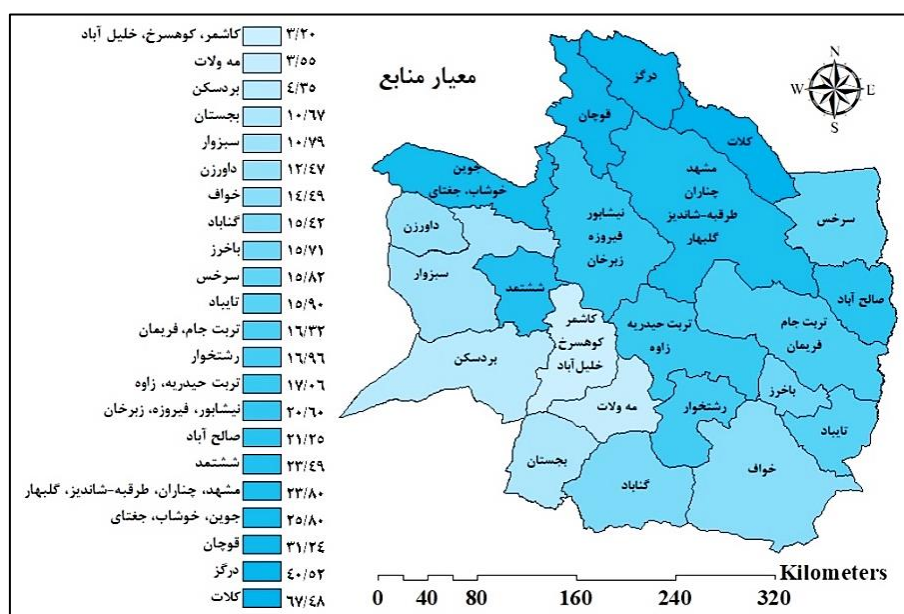 معیار منابع
کاشمر، کوهسرخ، خلیل آباد ۳/۲۰
مه ولات ۳/۵۵
بردسکن ۴/۳۵
بجستان ۱۰/۶۷
سبزوار ۱۰/۷۹
داورزن ۱۲/۴۷
خواف ۱۴/۴۹
گناباد ۱۵/۴۲
باخرز ۱۵/۷۱
سرخس ۱۵/۸۲
تایباد ۱۵/۹۰
تربت جام، فریمان ۱۶/۳۲
رشتخوار ۱۶/۹۶
تربت حیدریه، زاوه ۱۷/۰۶
نیشابور، فیروزه، زبرخان ۲۰/۶۰
صالح آباد ۲۱/۲۵
ششتمد ۲۳/۴۹
مشهد، چناران، طرقبه-شاندیز، گلبهار ۲۳/۸۰
جوین، خوشاب، جغتای ۲۵/۸۰
قوچان ۳۱/۲۴
درگز ۴۰/۵۲
کلات ۶۷/۴۸
N
W E
S
درگز
قوچان
کلات
مشهد
چناران
طرقبه-شاندیز
گلبهار
جوین
خوشاب، جغتای
نیشابور
فیروزه
زبرخان
سرخس
داورزن
سبزوار
ششتمد
صالح آباد
کاشمر
کوهسرخ
خلیل آباد
تربت حیدریه
زاوه
تربت جام
فریمان
بردسکن
باخرز
مه ولات
رشتخوار
تایباد
بجستان
گناباد
خواف
Kilometers
0 40 80 160 240 320